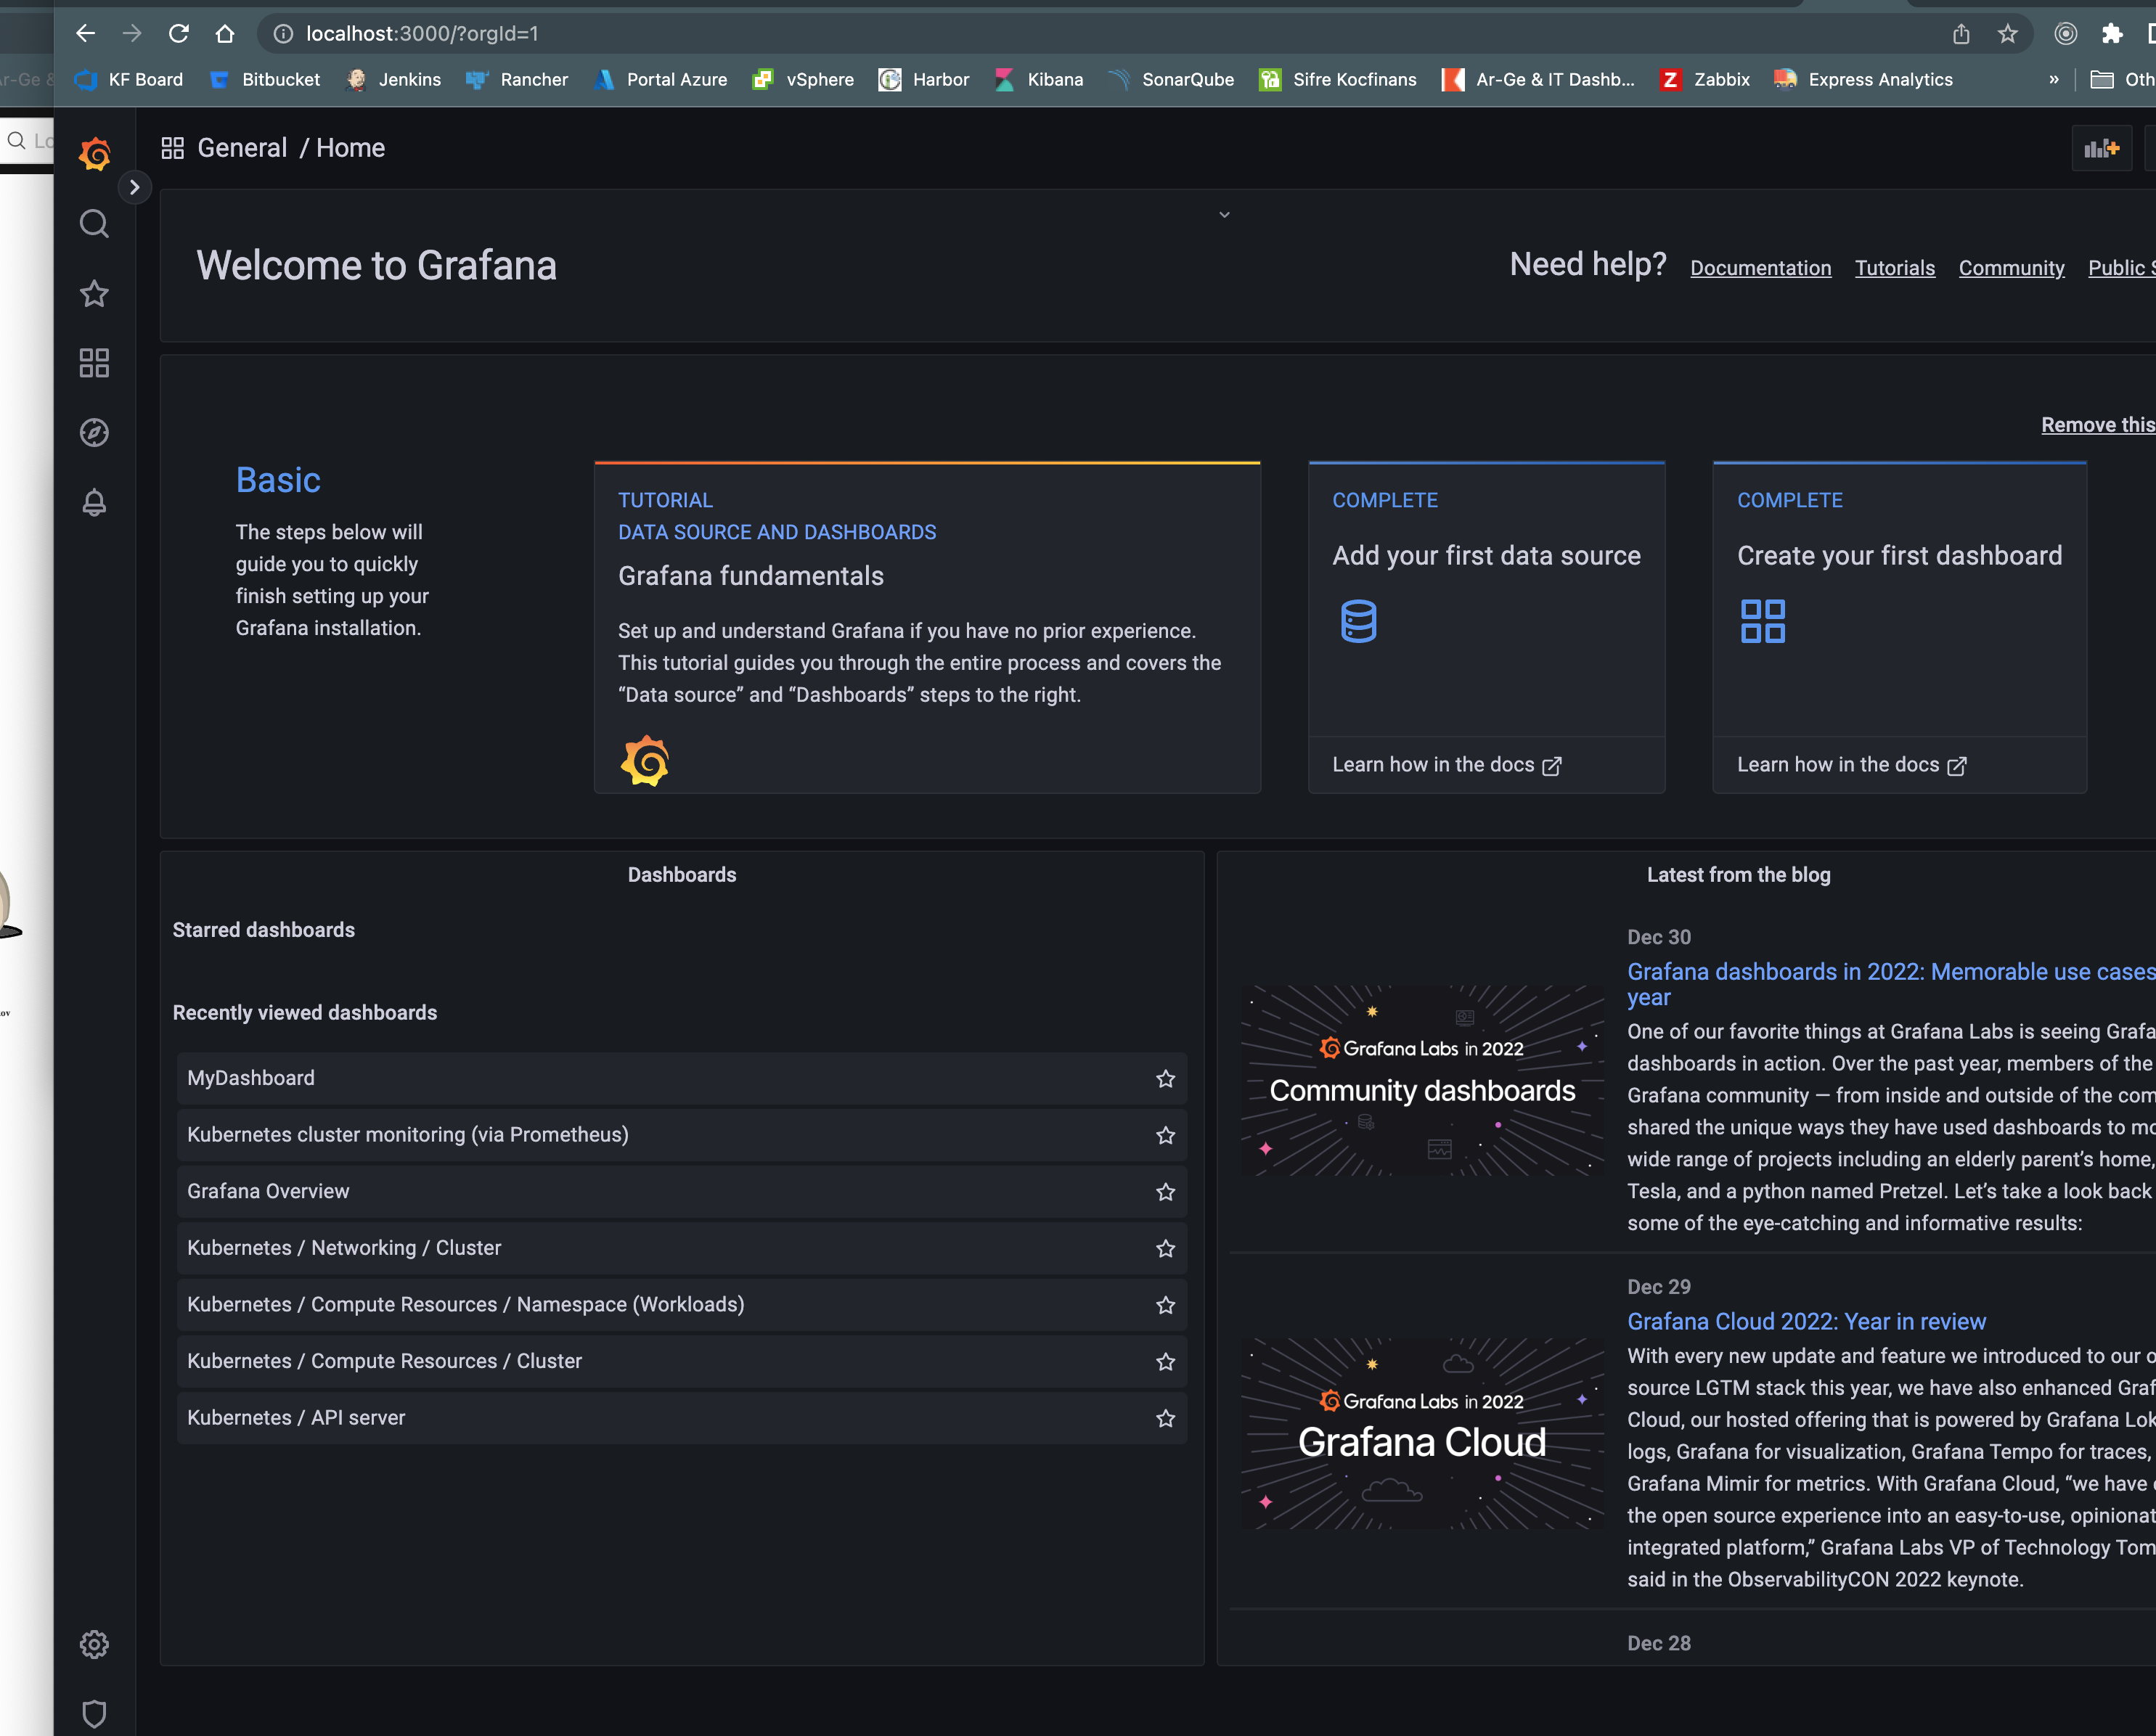 localhost:3000/?orgId=1
KF Board
Bitbucket
Jenkins
Rancher
Portal Azure
vSphere
Harbor
Kibana
SonarQube
Sifre Kocfinans
Ar-Ge & IT Dashb...
Zabbix
Express Analytics
»
Oth
r-Ge &
Lo
General / Home
Welcome to Grafana
Need help?
Documentation
Tutorials
Community
Public S
Remove this
Basic
The steps below will
guide you to quickly
finish setting up your
Grafana installation.
TUTORIAL
DATA SOURCE AND DASHBOARDS
Grafana fundamentals
Set up and understand Grafana if you have no prior experience.
This tutorial guides you through the entire process and covers the
“Data source” and “Dashboards” steps to the right.
COMPLETE
Add your first data source
Learn how in the docs
COMPLETE
Create your first dashboard
Learn how in the docs
Dashboards
Starred dashboards
Recently viewed dashboards
MyDashboard
Kubernetes cluster monitoring (via Prometheus)
Grafana Overview
Kubernetes / Networking / Cluster
Kubernetes / Compute Resources / Namespace (Workloads)
Kubernetes / Compute Resources / Cluster
Kubernetes / API server
Latest from the blog
Grafana Labs in 2022
Community dashboards
Dec 30
Grafana dashboards in 2022: Memorable use cases
year
One of our favorite things at Grafana Labs is seeing Grafa
dashboards in action. Over the past year, members of the
Grafana community — from inside and outside of the com
shared the unique ways they have used dashboards to mo
wide range of projects including an elderly parent’s home,
Tesla, and a python named Pretzel. Let’s take a look back
some of the eye-catching and informative results:
Grafana Labs in 2022
Grafana Cloud
Dec 29
Grafana Cloud 2022: Year in review
With every new update and feature we introduced to our o
source LGTM stack this year, we have also enhanced Graf
Cloud, our hosted offering that is powered by Grafana Lok
logs, Grafana for visualization, Grafana Tempo for traces,
Grafana Mimir for metrics. With Grafana Cloud, “we have
the open source experience into an easy-to-use, opinionat
integrated platform,” Grafana Labs VP of Technology Tom
said in the ObservabilityCON 2022 keynote.
Dec 28